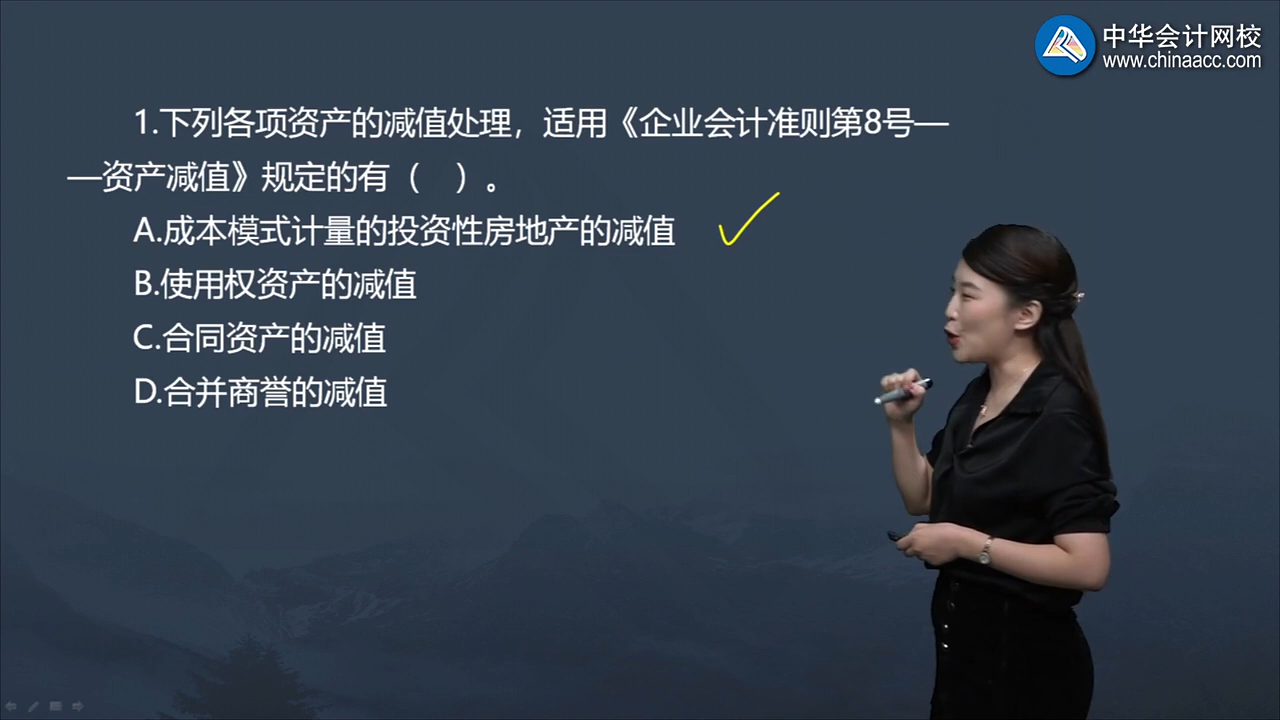 中华会计网校
www.chinaacc.com
1.下列各项资产的减值处理，适用《企业会计准则第8号—
—资产减值》规定的有（ ）。
A.成本模式计量的投资性房地产的减值
B.使用权资产的减值
C.合同资产的减值
D.合并商誉的减值